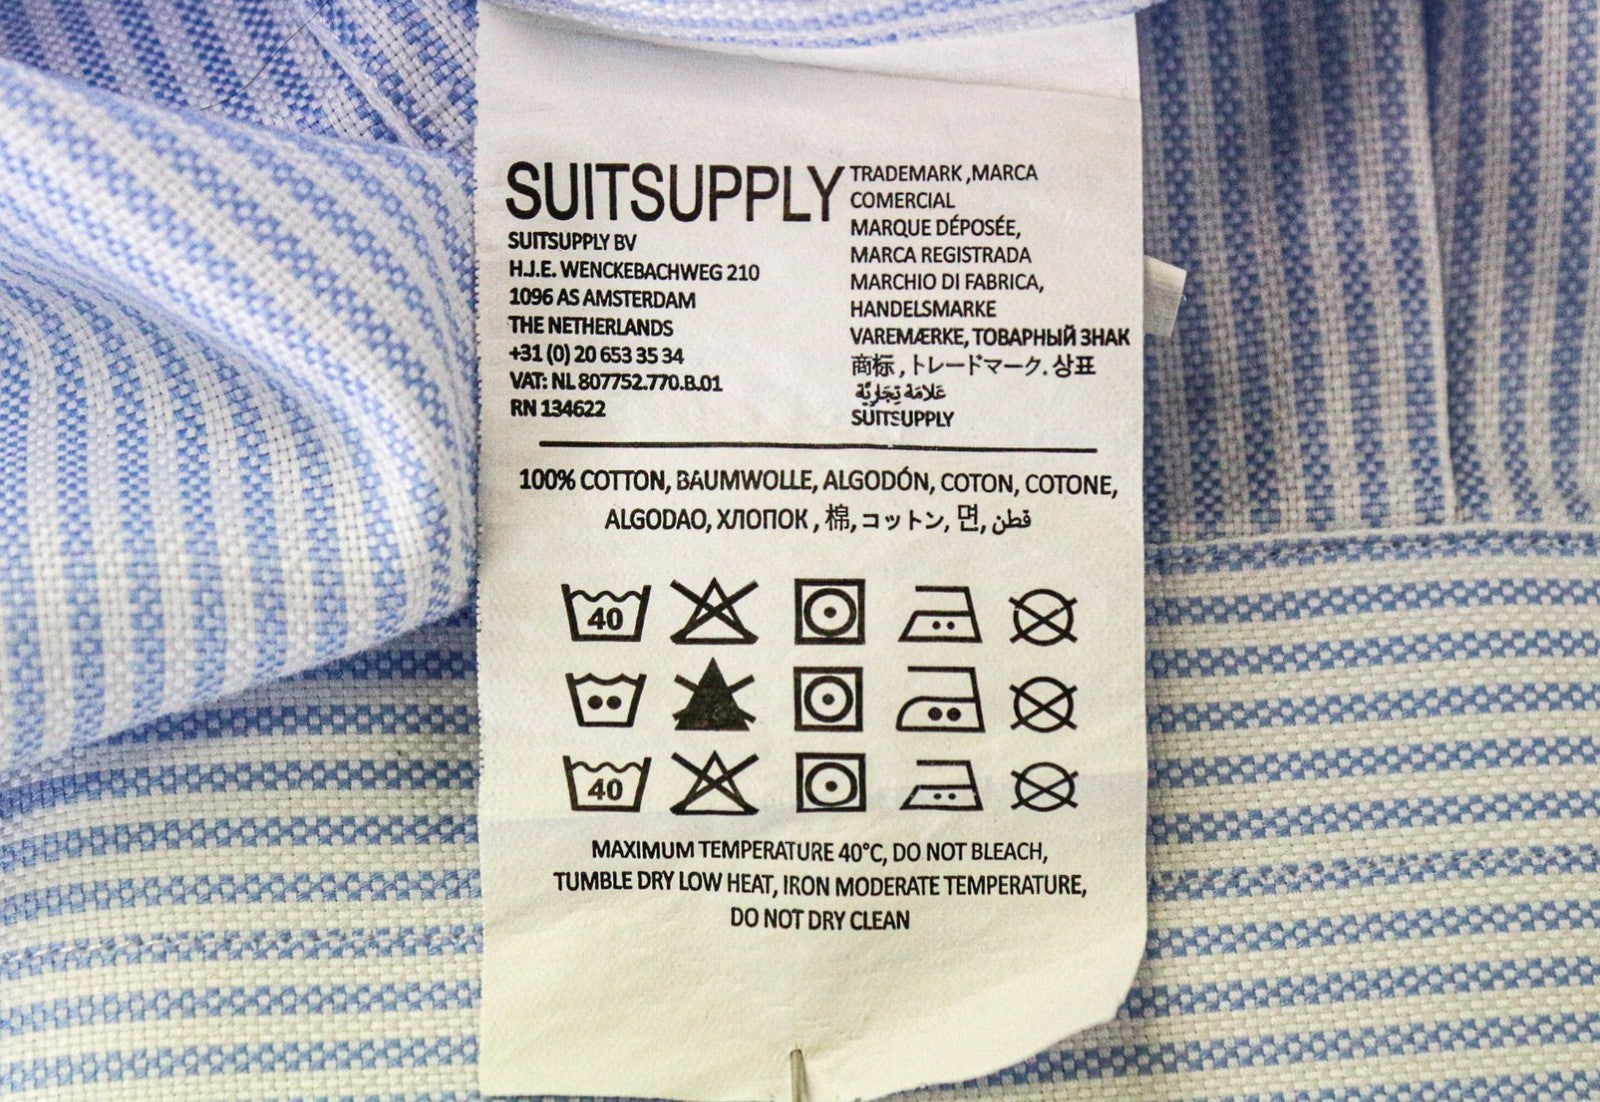 SUITSUPPLY
SUITSUPPLY BV
H.J.E. WENCKEBACHWEG 210
1096 AS AMSTERDAM
THE NETHERLANDS
+31 (0) 20 653 35 34
VAT: NL 807752.770.B.01
RN 134622
TRADEMARK ,MARCA
COMERCIAL
MARQUE DÉPOSÉE,
MARCA REGISTRADA
MARCHIO DI FABRICA,
HANDELSMARKE
VAREMÆRKE, ТОВАРНЫЙ ЗНАК
商标 , トレードマーク. 상표
عَلامَة تِجَارِيَّة
SUITSUPPLY
100% COTTON, BAUMWOLLE, ALGODÓN, COTON, COTONE,
ALGODAO, ХЛОПОК , 棉, コットン, 면, قطن
40
40
MAXIMUM TEMPERATURE 40°C, DO NOT BLEACH,
TUMBLE DRY LOW HEAT, IRON MODERATE TEMPERATURE,
DO NOT DRY CLEAN